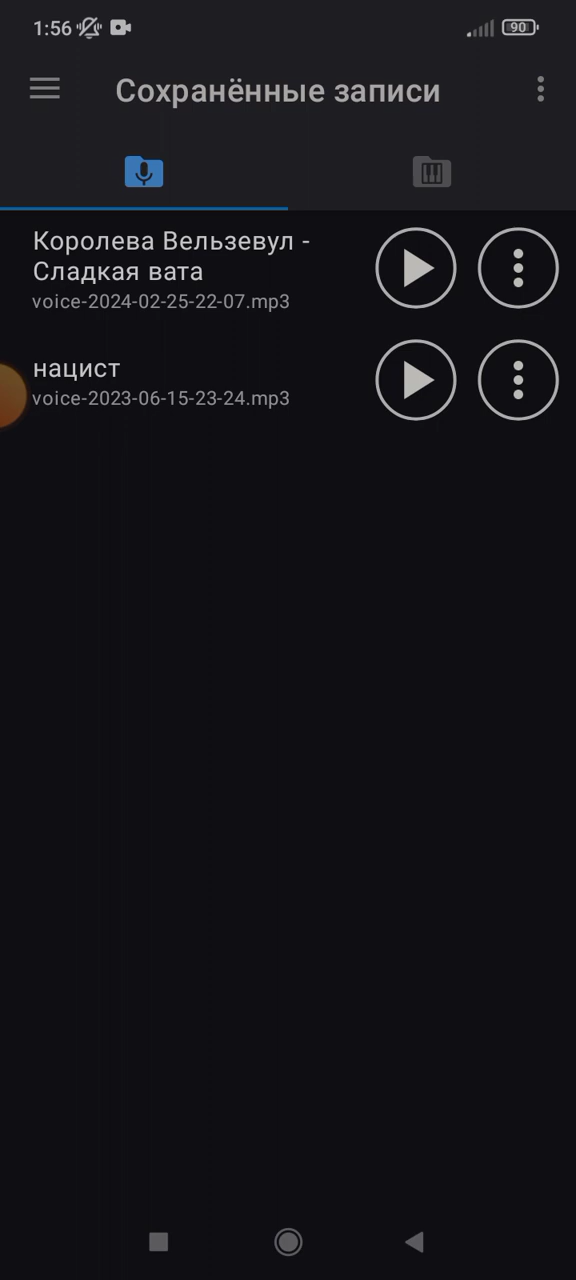 1:56
90
Сохранённые записи
Королева Вельзевул -
Сладкая вата
voice-2024-02-25-22-07.mp3
нацист
voice-2023-06-15-23-24.mp3